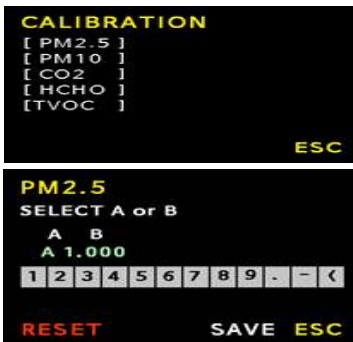 CALIBRATION
[ PM2.5 ]
[ PM10 ]
[ CO2 ]
[ HCHO ]
[TVOC ]
ESC
PM2.5
SELECT A or B
A B
A 1.000
1 2 3 4 5 6 7 8 9 . - (
RESET SAVE ESC